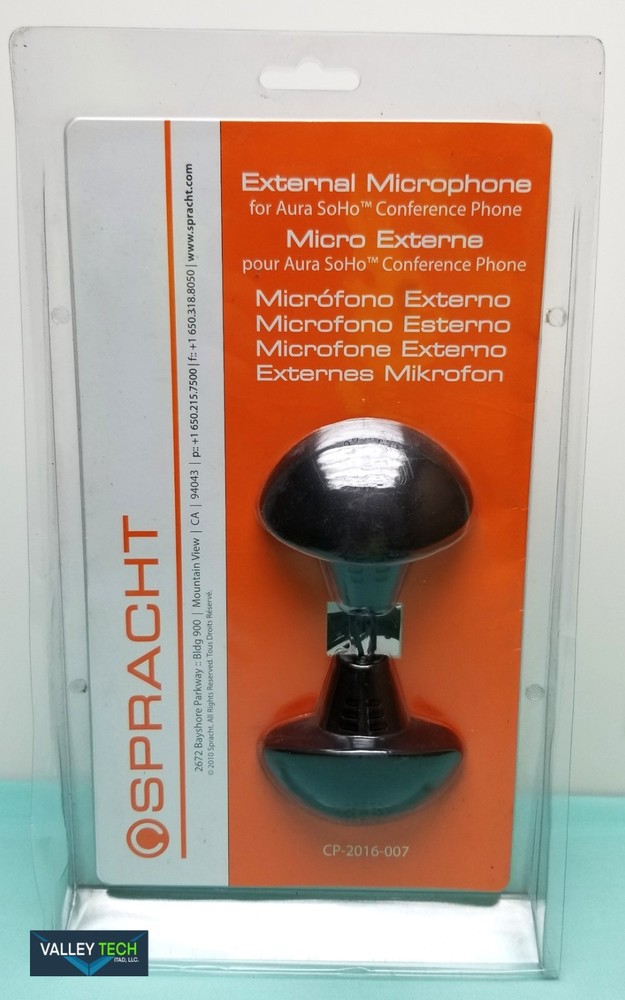 External Microphone
for Aura SoHo™ Conference Phone
Micro Externe
pour Aura SoHo™ Conference Phone
Micrófono Externo
Microfono Esterno
Microfone Externo
Externes Mikrofon
CP-2016-007
SPRACHT
2672 Bayshore Parkway :: Bldg 900 | Mountain View | CA | 94043 | p:: +1 650.215.7500 | f:: +1 650.318.8050 | www.spracht.com
© 2010 Spracht. All Rights Reserved. Tous Droits Réservé.
VALLEY TECH
ITAD, LLC.